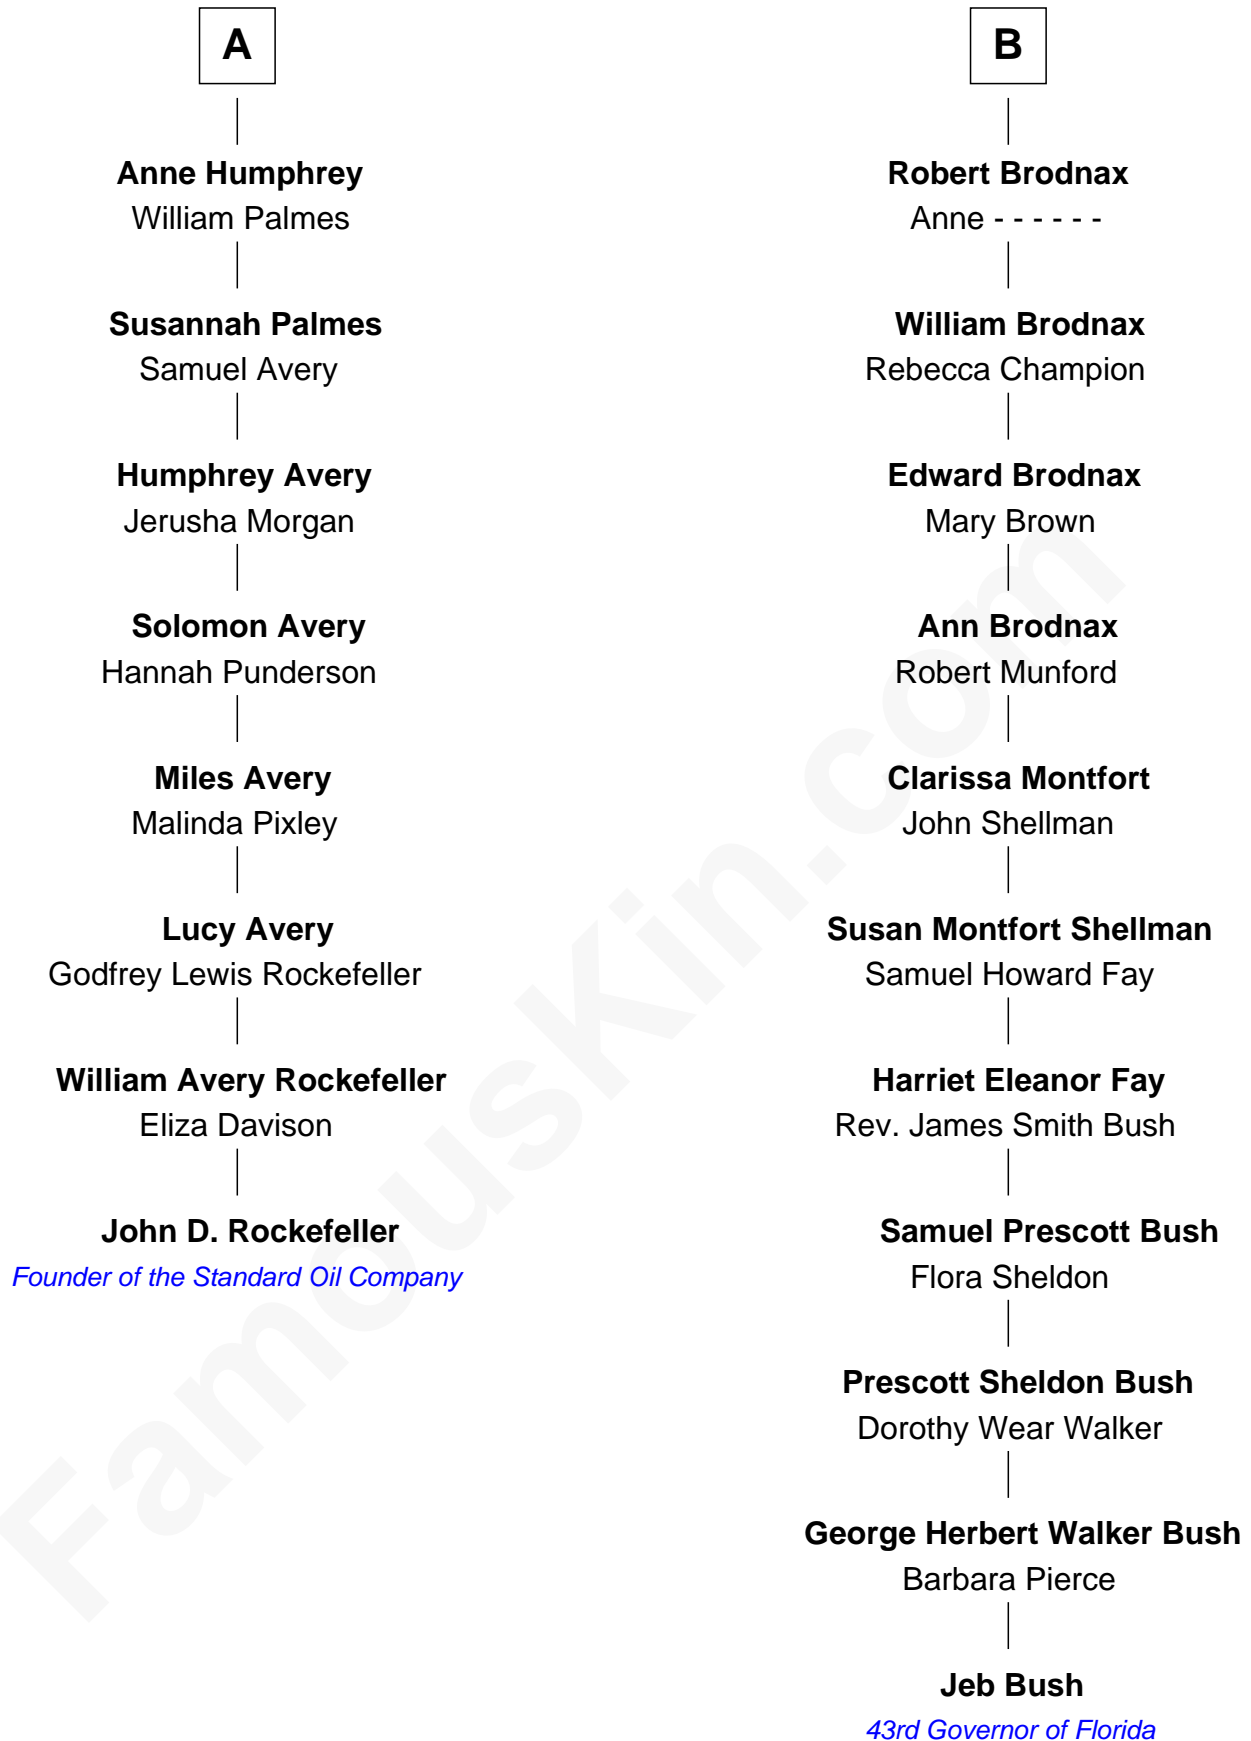 A
Anne Humphrey
William Palmes
Susannah Palmes
Samuel Avery
Humphrey Avery
Jerusha Morgan
Solomon Avery
Hannah Punderson
Miles Avery
Malinda Pixley
Lucy Avery
Godfrey Lewis Rockefeller
William Avery Rockefeller
Eliza Davison
John D. Rockefeller
Founder of the Standard Oil Company
B
Robert Brodnax
Anne - - - - - -
William Brodnax
Rebecca Champion
Edward Brodnax
Mary Brown
Ann Brodnax
Robert Munford
Clarissa Montfort
John Shellman
Susan Montfort Shellman
Samuel Howard Fay
Harriet Eleanor Fay
Rev. James Smith Bush
Samuel Prescott Bush
Flora Sheldon
Prescott Sheldon Bush
Dorothy Wear Walker
George Herbert Walker Bush
Barbara Pierce
Jeb Bush
43rd Governor of Florida
FamousKin.com